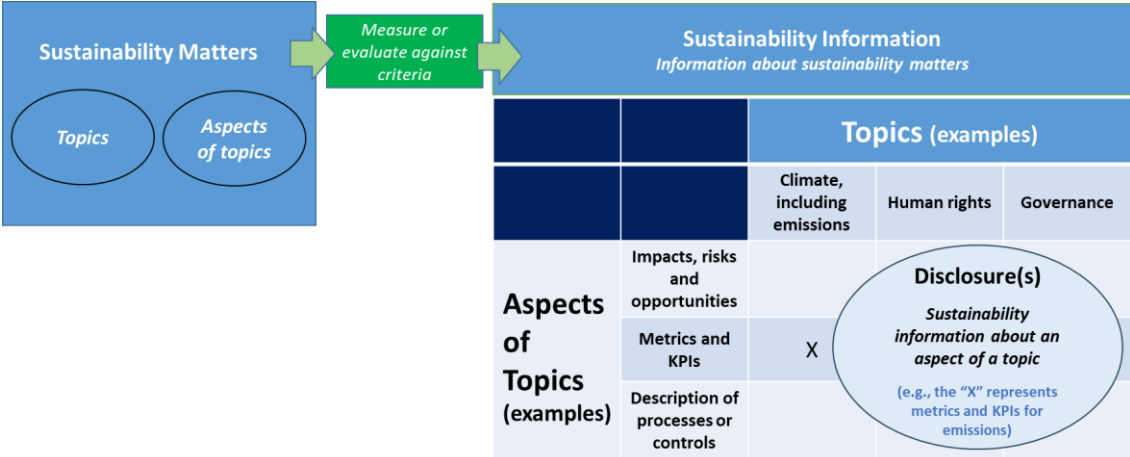 Sustainability Matters
Topics
Aspects
of topics
Measure or
evaluate against
criteria
Sustainability Information
Information about sustainability matters
Topics (examples)
Climate,
including
emissions
Human rights
Governance
Aspects
of
Topics
(examples)
Impacts, risks
and
opportunities
Metrics and
KPIs
X
Description of
processes or
controls
Disclosure(s)
Sustainability
information about an
aspect of a topic
(e.g., the “X” represents
metrics and KPIs for
emissions)